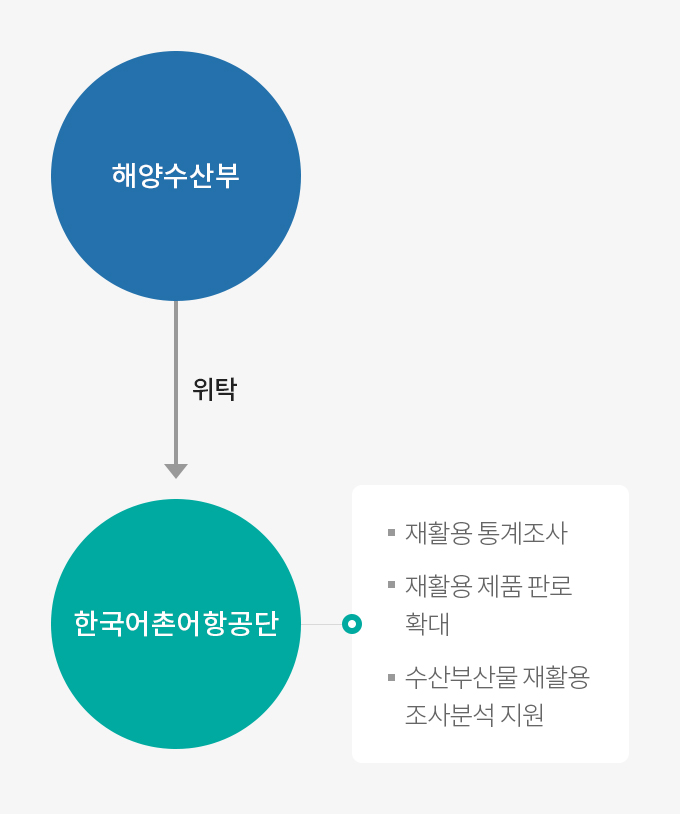 해양수산부
위탁
한국어촌어항공단
재활용 통계조사
재활용 제품 판로
확대
수산부산물 재활용
조사분석 지원